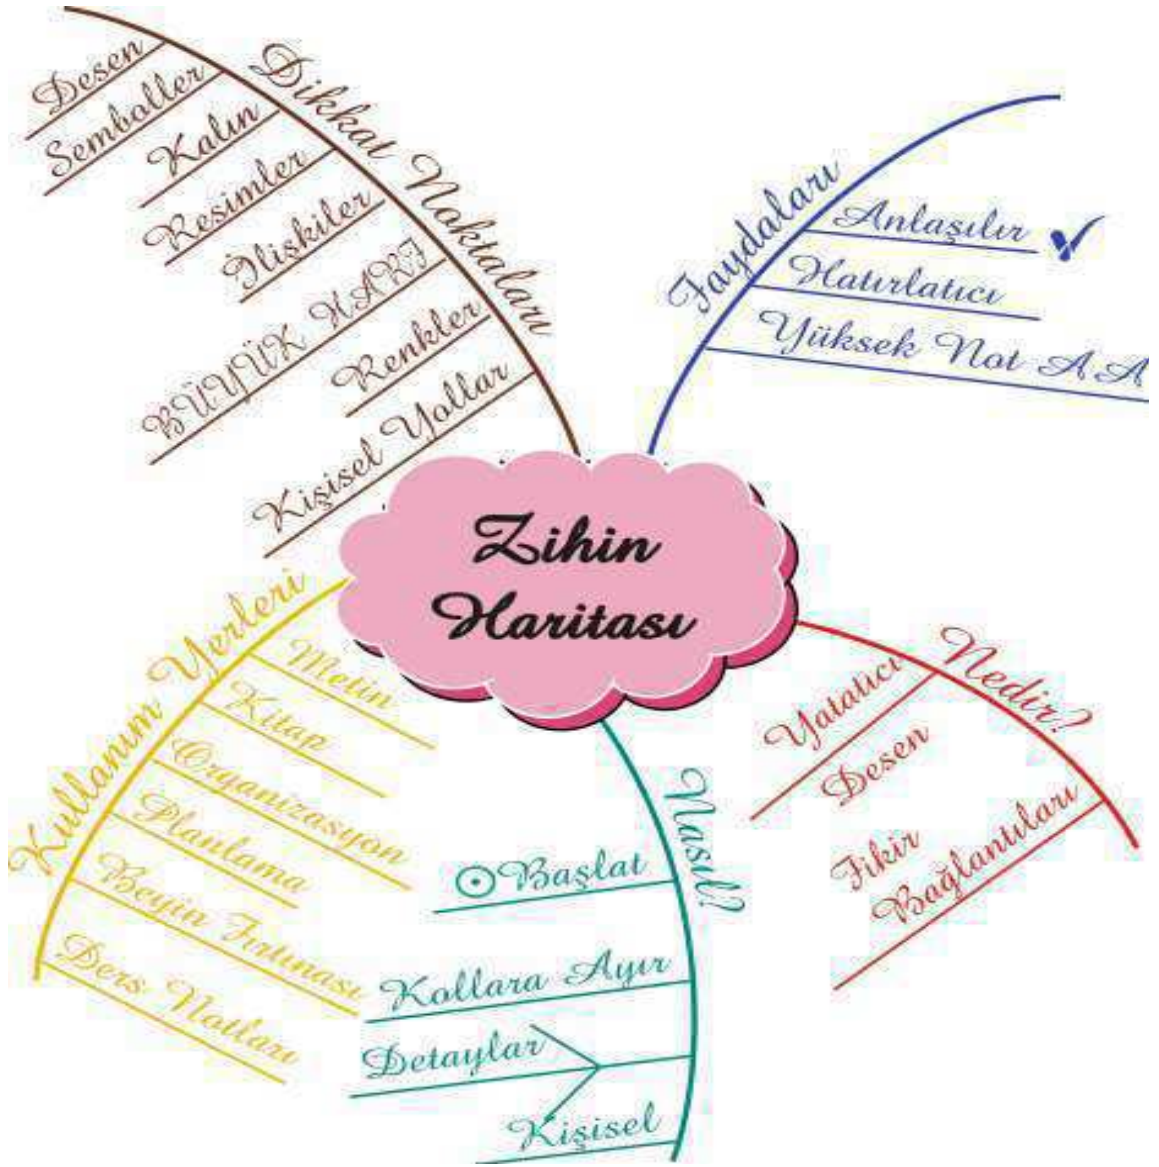 Dikkat Noktaları
Desen
Semboller
Kalın
Resimler
İlişkiler
BÜYÜK HARF
Renkler
Kişisel Yollar
Faydaları
Anlaşılır
Hatırlatıcı
Yüksek Not AA
Zihin
Haritası
Kullanım Yerleri
Metin
Kitap
Organizasyon
Planlama
Beyin Fırtınası
Ders Notları
Nasıl?
Başlat
Kollara Ayır
Detaylar
Kişisel
Nedir?
Yatatıcı
Desen
Fikir
Bağlantıları